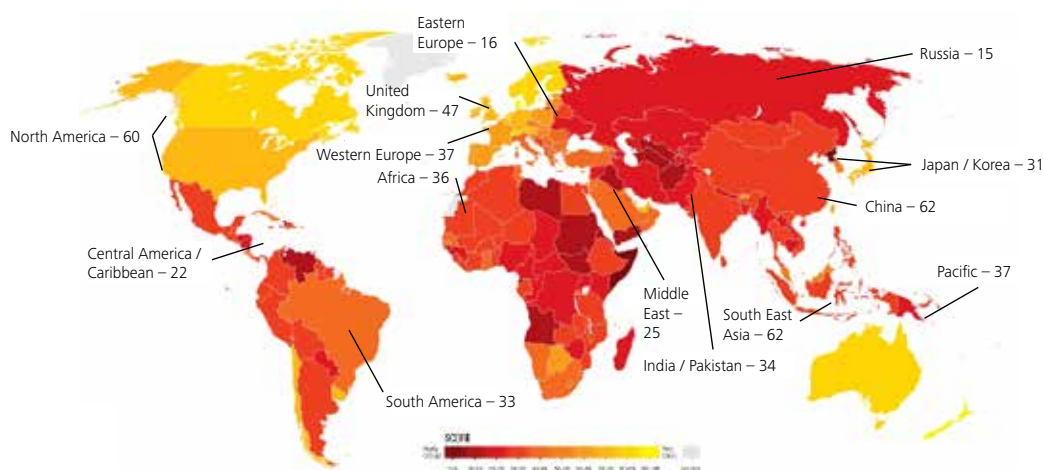 Eastern
Europe – 16
Russia – 15
United
Kingdom – 47
North America – 60
Western Europe – 37
Africa – 36
Japan / Korea – 31
China – 62
Central America /
Caribbean – 22
Pacific – 37
Middle
East –
25
South East
Asia –
62
India / Pakistan – 34
South America – 33
SCORE